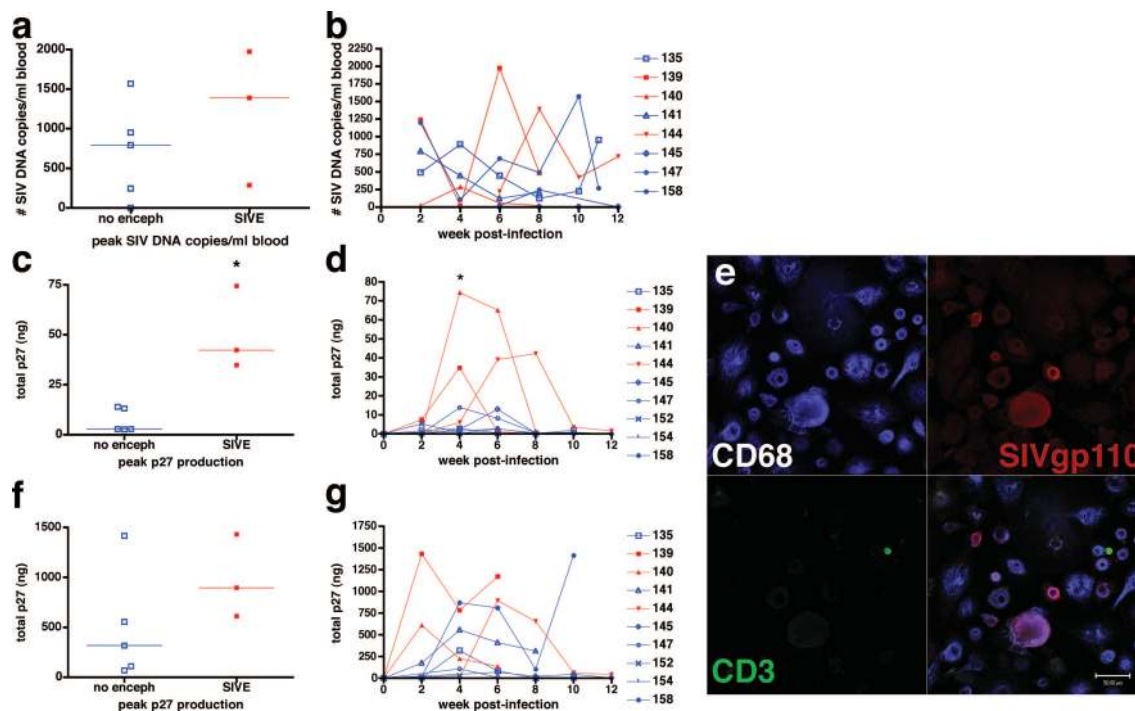 a
# SIV DNA copies/ml blood
2000
1500
1000
500
0
no enceph
SIVE
peak SIV DNA copies/ml blood
b
# SIV DNA copies/ml blood
2250
2000
1750
1500
1250
1000
750
500
250
0
0 2 4 6 8 10 12
week post-infection
135
139
140
141
144
145
147
158
c
total p27 (ng)
75
50
25
0
*
no enceph
SIVE
peak p27 production
d
total p27 (ng)
80
70
60
50
40
30
20
10
0
*
0 2 4 6 8 10 12
week post-infection
135
139
140
141
144
145
147
152
154
158
e
CD68
SIVgp110
CD3
f
total p27 (ng)
1500
1000
500
0
no enceph
SIVE
peak p27 production
g
total p27 (ng)
1750
1500
1250
1000
750
500
250
0
0 2 4 6 8 10 12
week post-infection
135
139
140
141
144
145
147
152
154
158